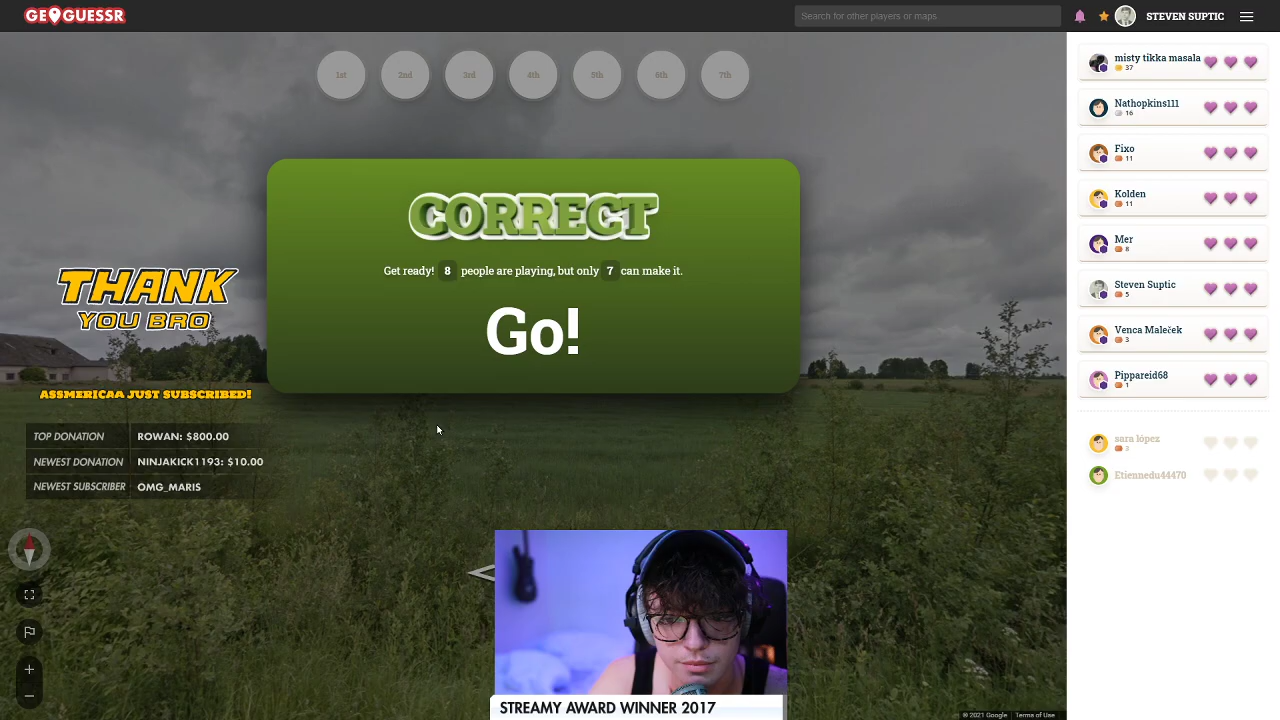 GEOGUESSR
Search for other players or maps
STEVEN SUPTIC
1st
2nd
3rd
4th
5th
6th
7th
CORRECT
Get ready! 8 people are playing, but only 7 can make it.
Go!
THANK
YOU BRO
ASSMERICAA JUST SUBSCRIBED!
TOP DONATION ROWAN: $800.00
NEWEST DONATION NINJAKICK1193: $10.00
NEWEST SUBSCRIBER OMG_MARIS
STREAMY AWARD WINNER 2017
© 2021 Google Terms of Use
misty tikka masala
37
Nathopkins111
16
Fixo
11
Kolden
11
Mer
8
Steven Suptic
5
Venca Maleček
3
Pippareid68
1
sara lópez
3
Etiennedu44470